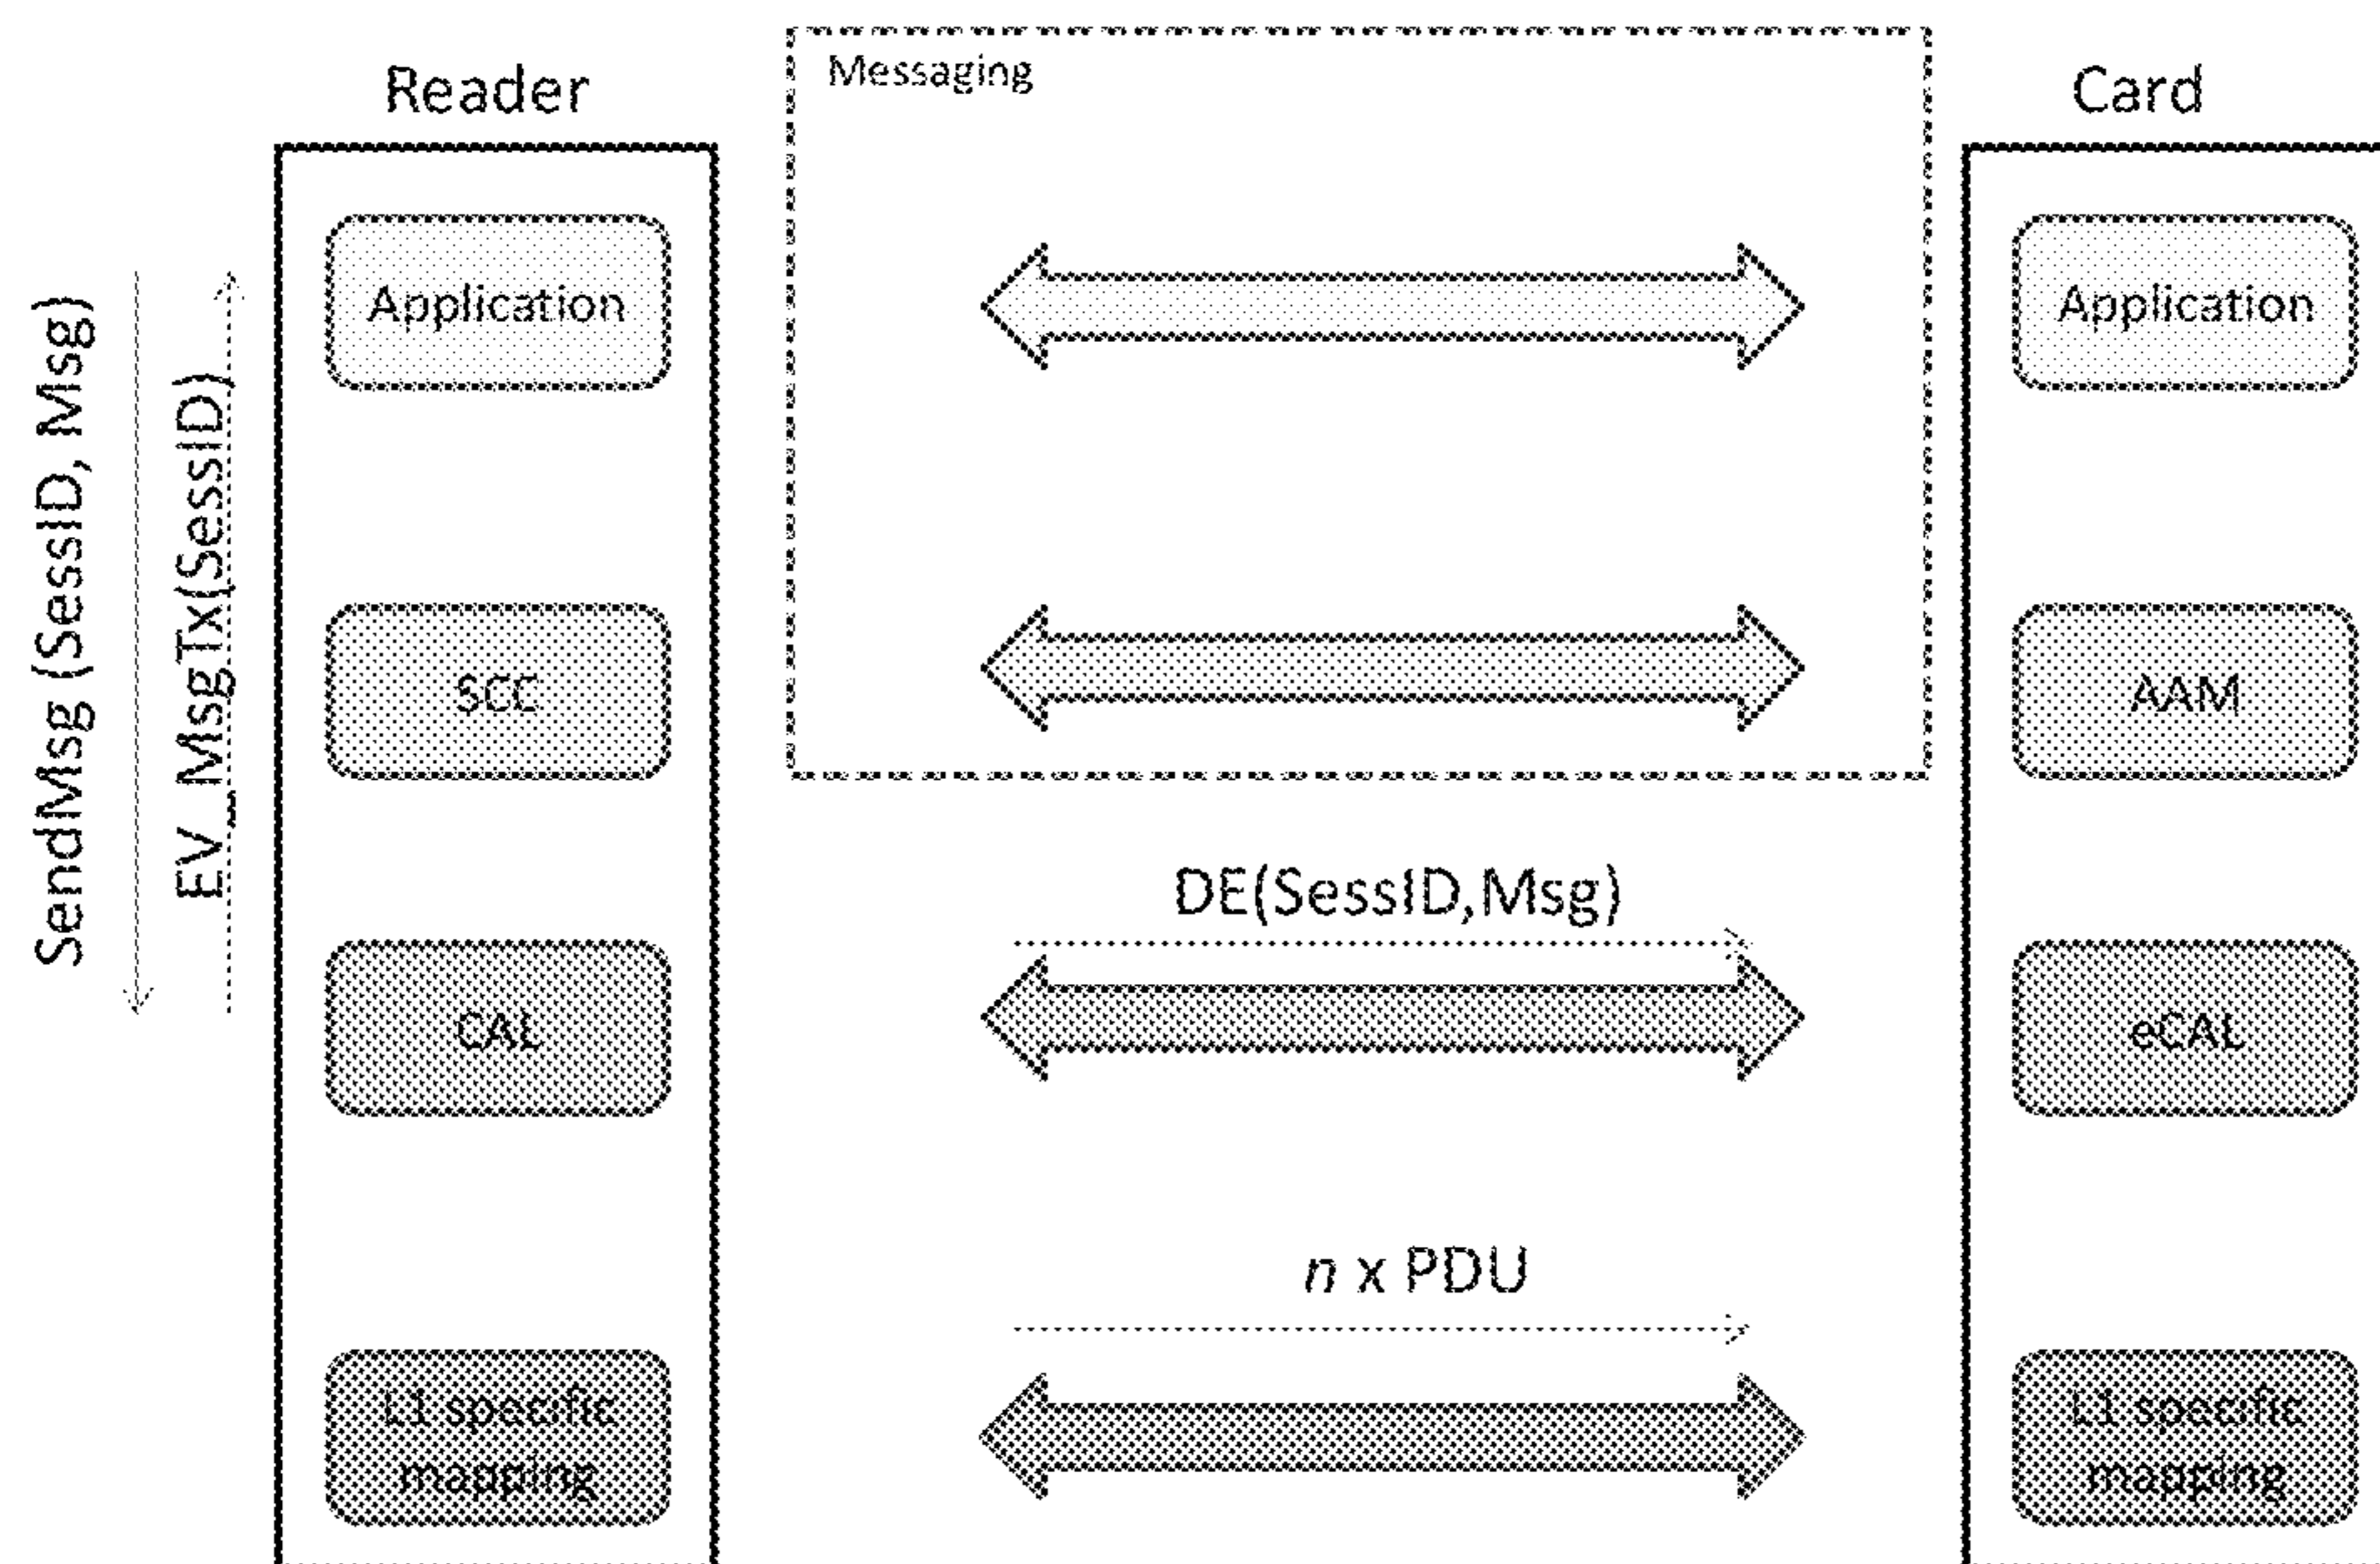 Messaging
Reader
Card
SendMsg (SessID, Msg)
EV_MsgTx(SessID)
Application
Application
SCC
AAM
DE(SessID,Msg)
CAL
eCAL
n x PDU
L1 specific
mapping
L1 specific
mapping